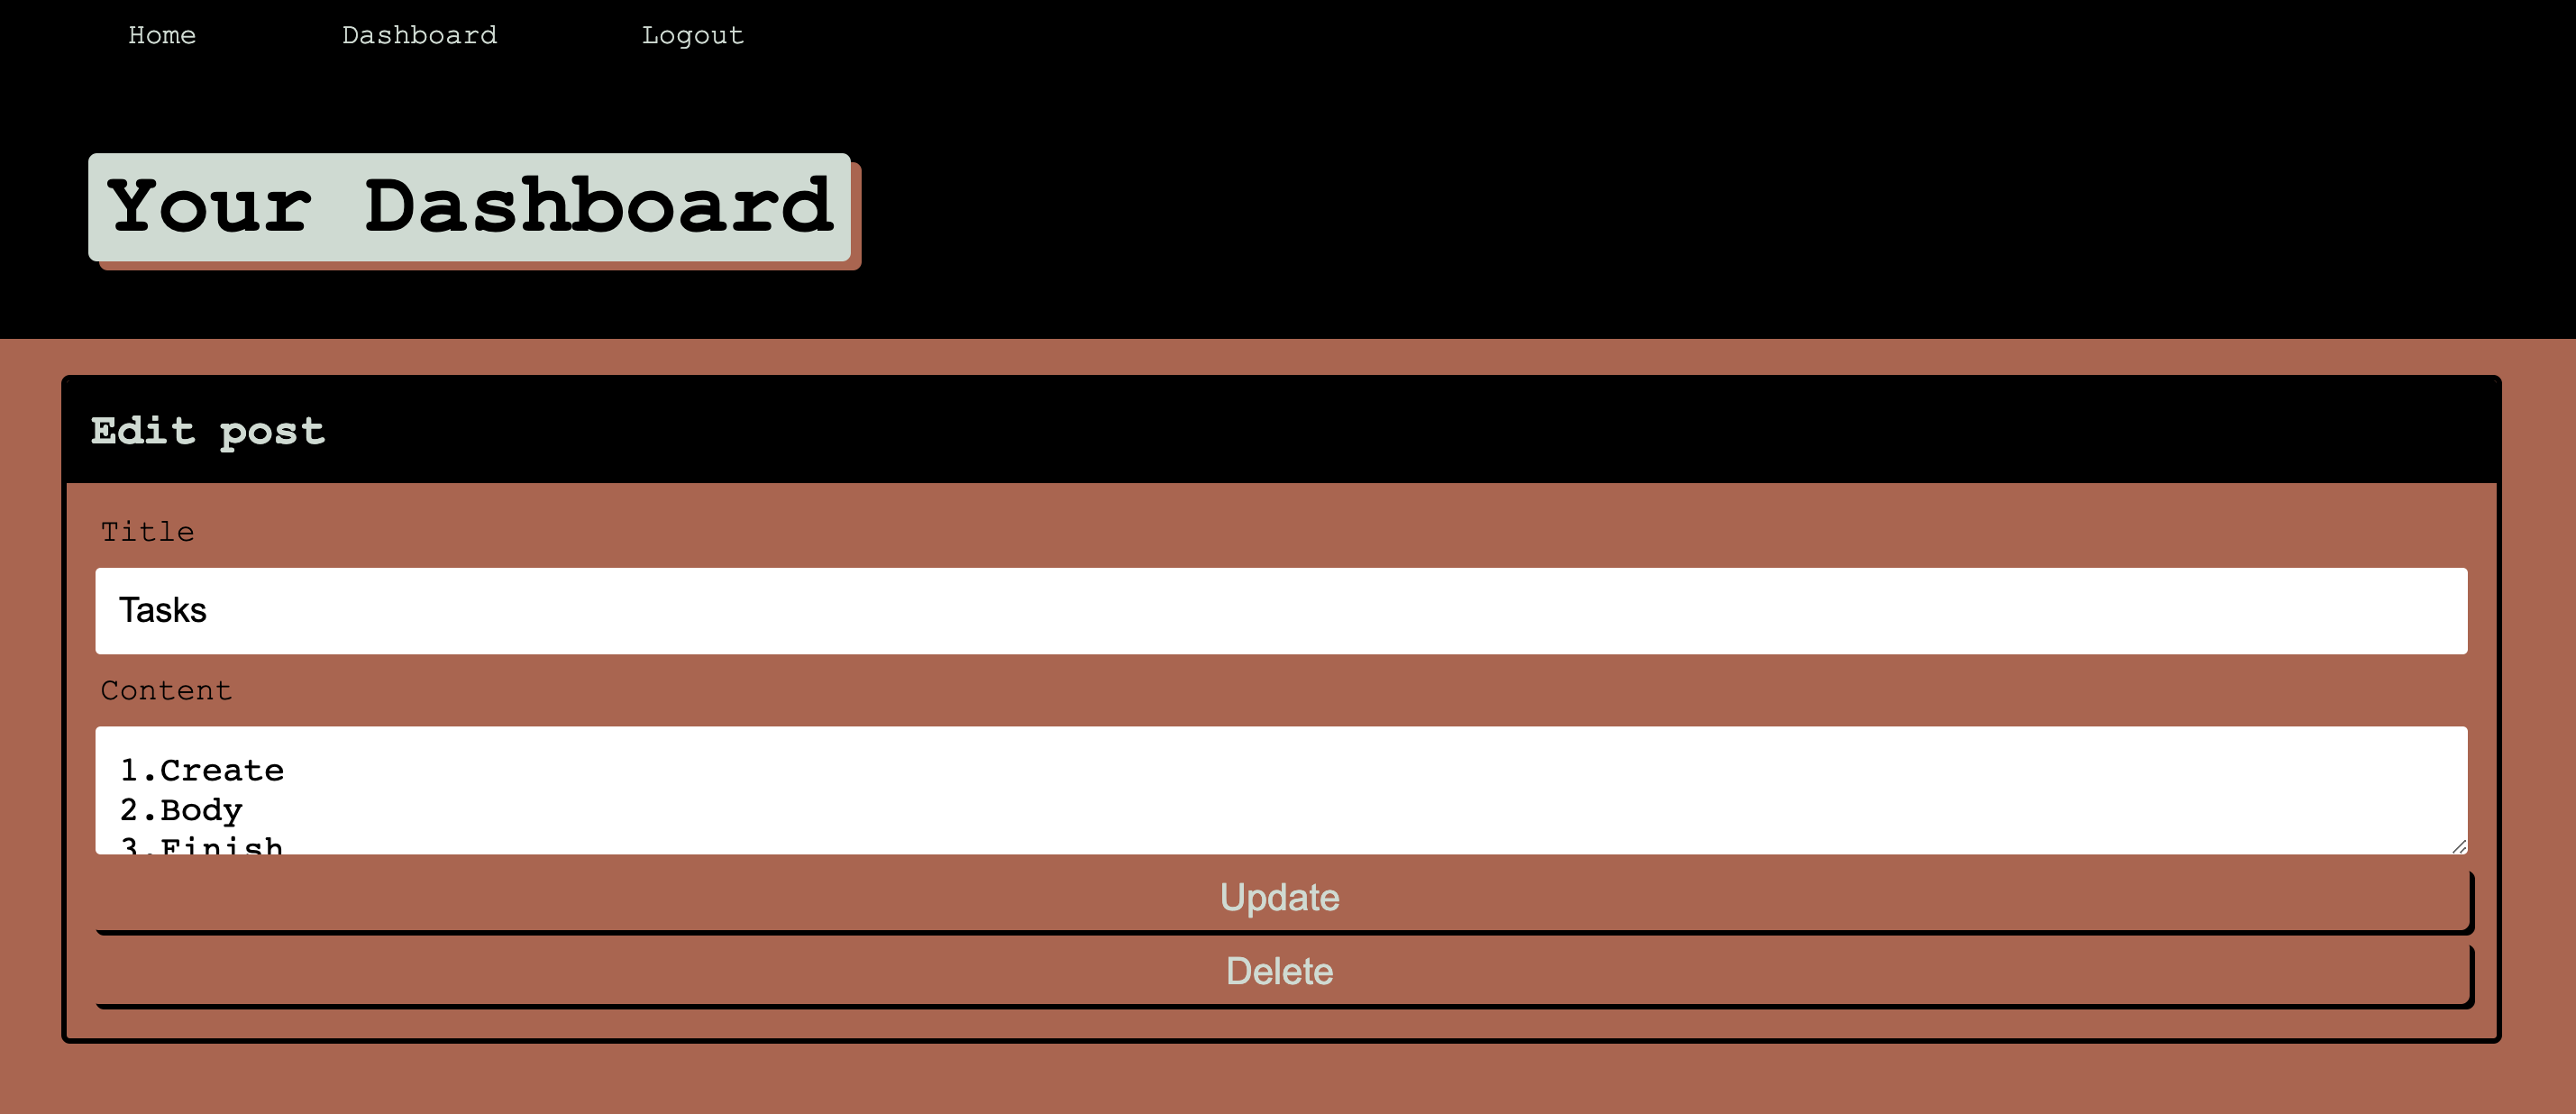 Home Dashboard Logout
Your Dashboard
Edit post
Title
Tasks
Content
1.Create
2.Body
3.Finish
Update
Delete